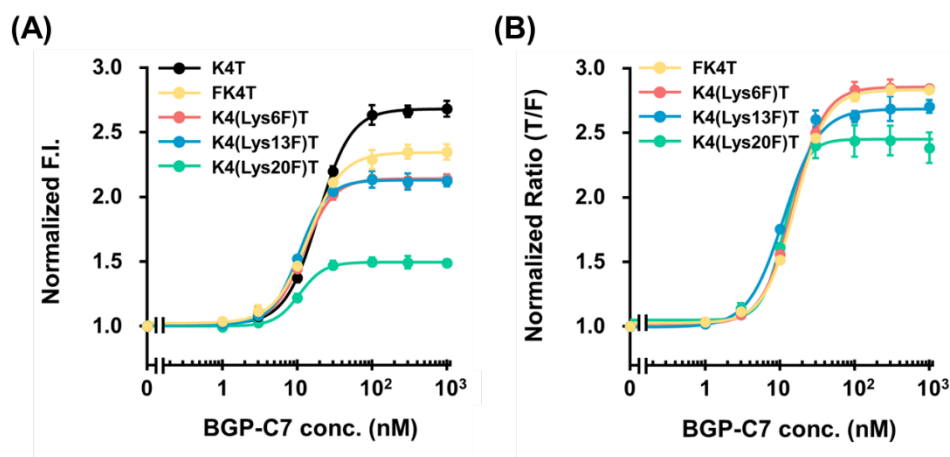 (A)
Normalized F.I.
3.0
2.5
2.0
1.5
1.0
K4T
FK4T
K4(Lys6F)T
K4(Lys13F)T
K4(Lys20F)T
0 1 10 10² 10³
BGP-C7 conc. (nM)
(B)
Normalized Ratio (T/F)
3.0
2.5
2.0
1.5
1.0
FK4T
K4(Lys6F)T
K4(Lys13F)T
K4(Lys20F)T
0 1 10 10² 10³
BGP-C7 conc. (nM)